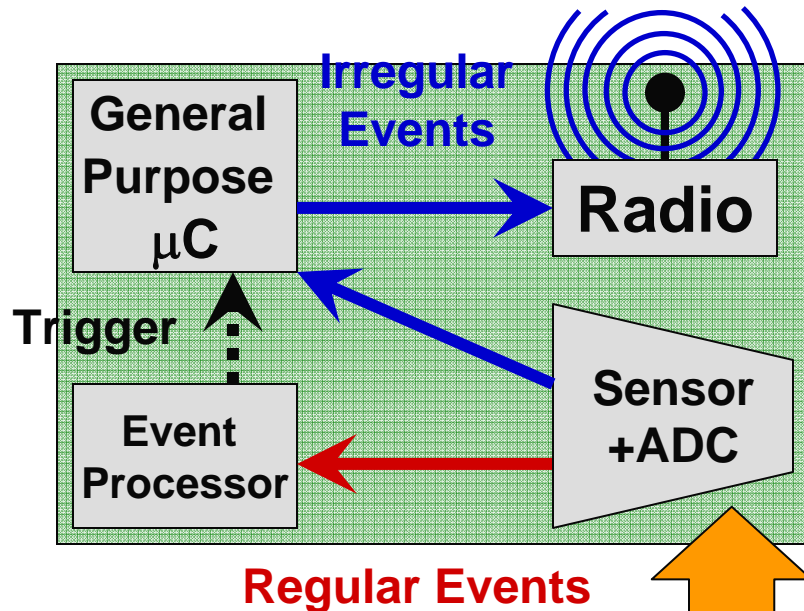 Irregular
Events
General
Purpose
μC
Radio
Trigger
Sensor
+ADC
Event
Processor
Regular Events